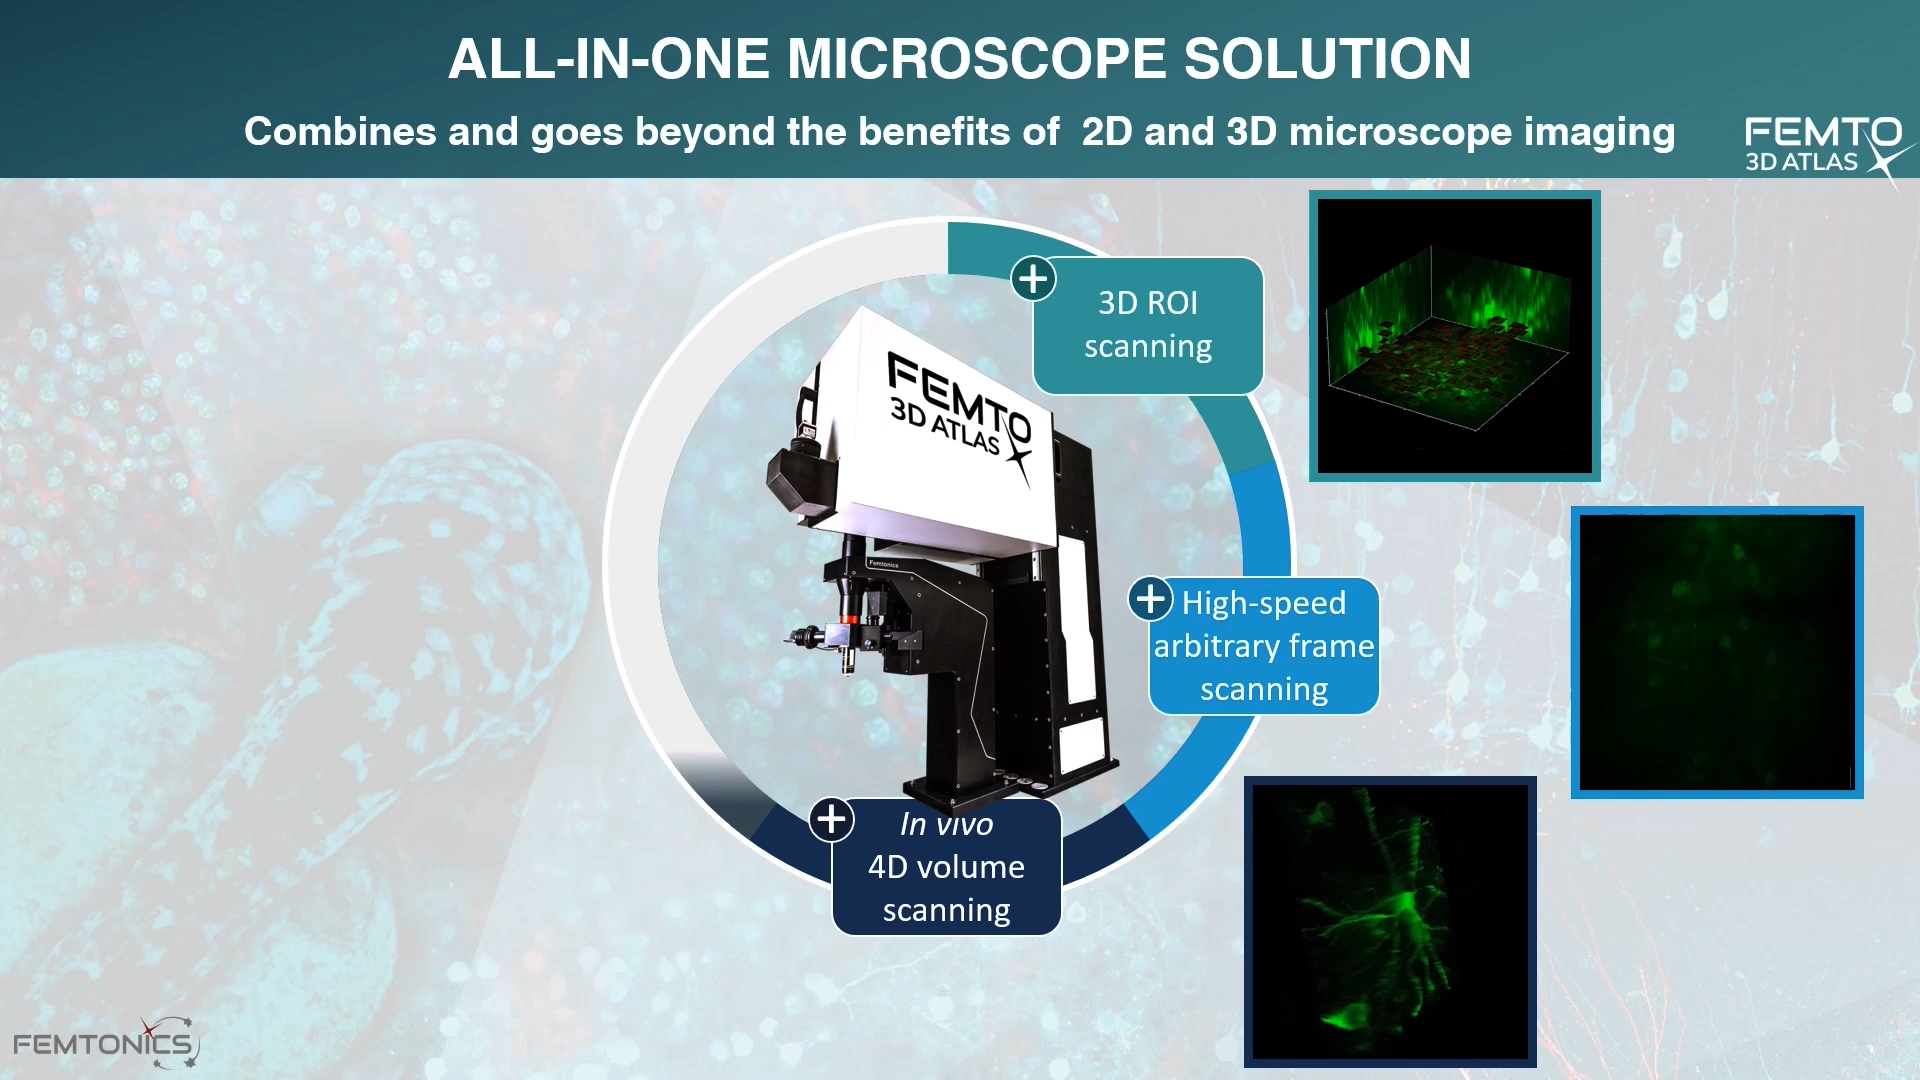 ALL-IN-ONE MICROSCOPE SOLUTION
Combines and goes beyond the benefits of 2D and 3D microscope imaging
FEMTO
3D ATLAS
3D ROI
scanning
FEMTO
3D ATLAS
Femtonics
High-speed
arbitrary frame
scanning
In vivo
4D volume
scanning
FEMTONICS